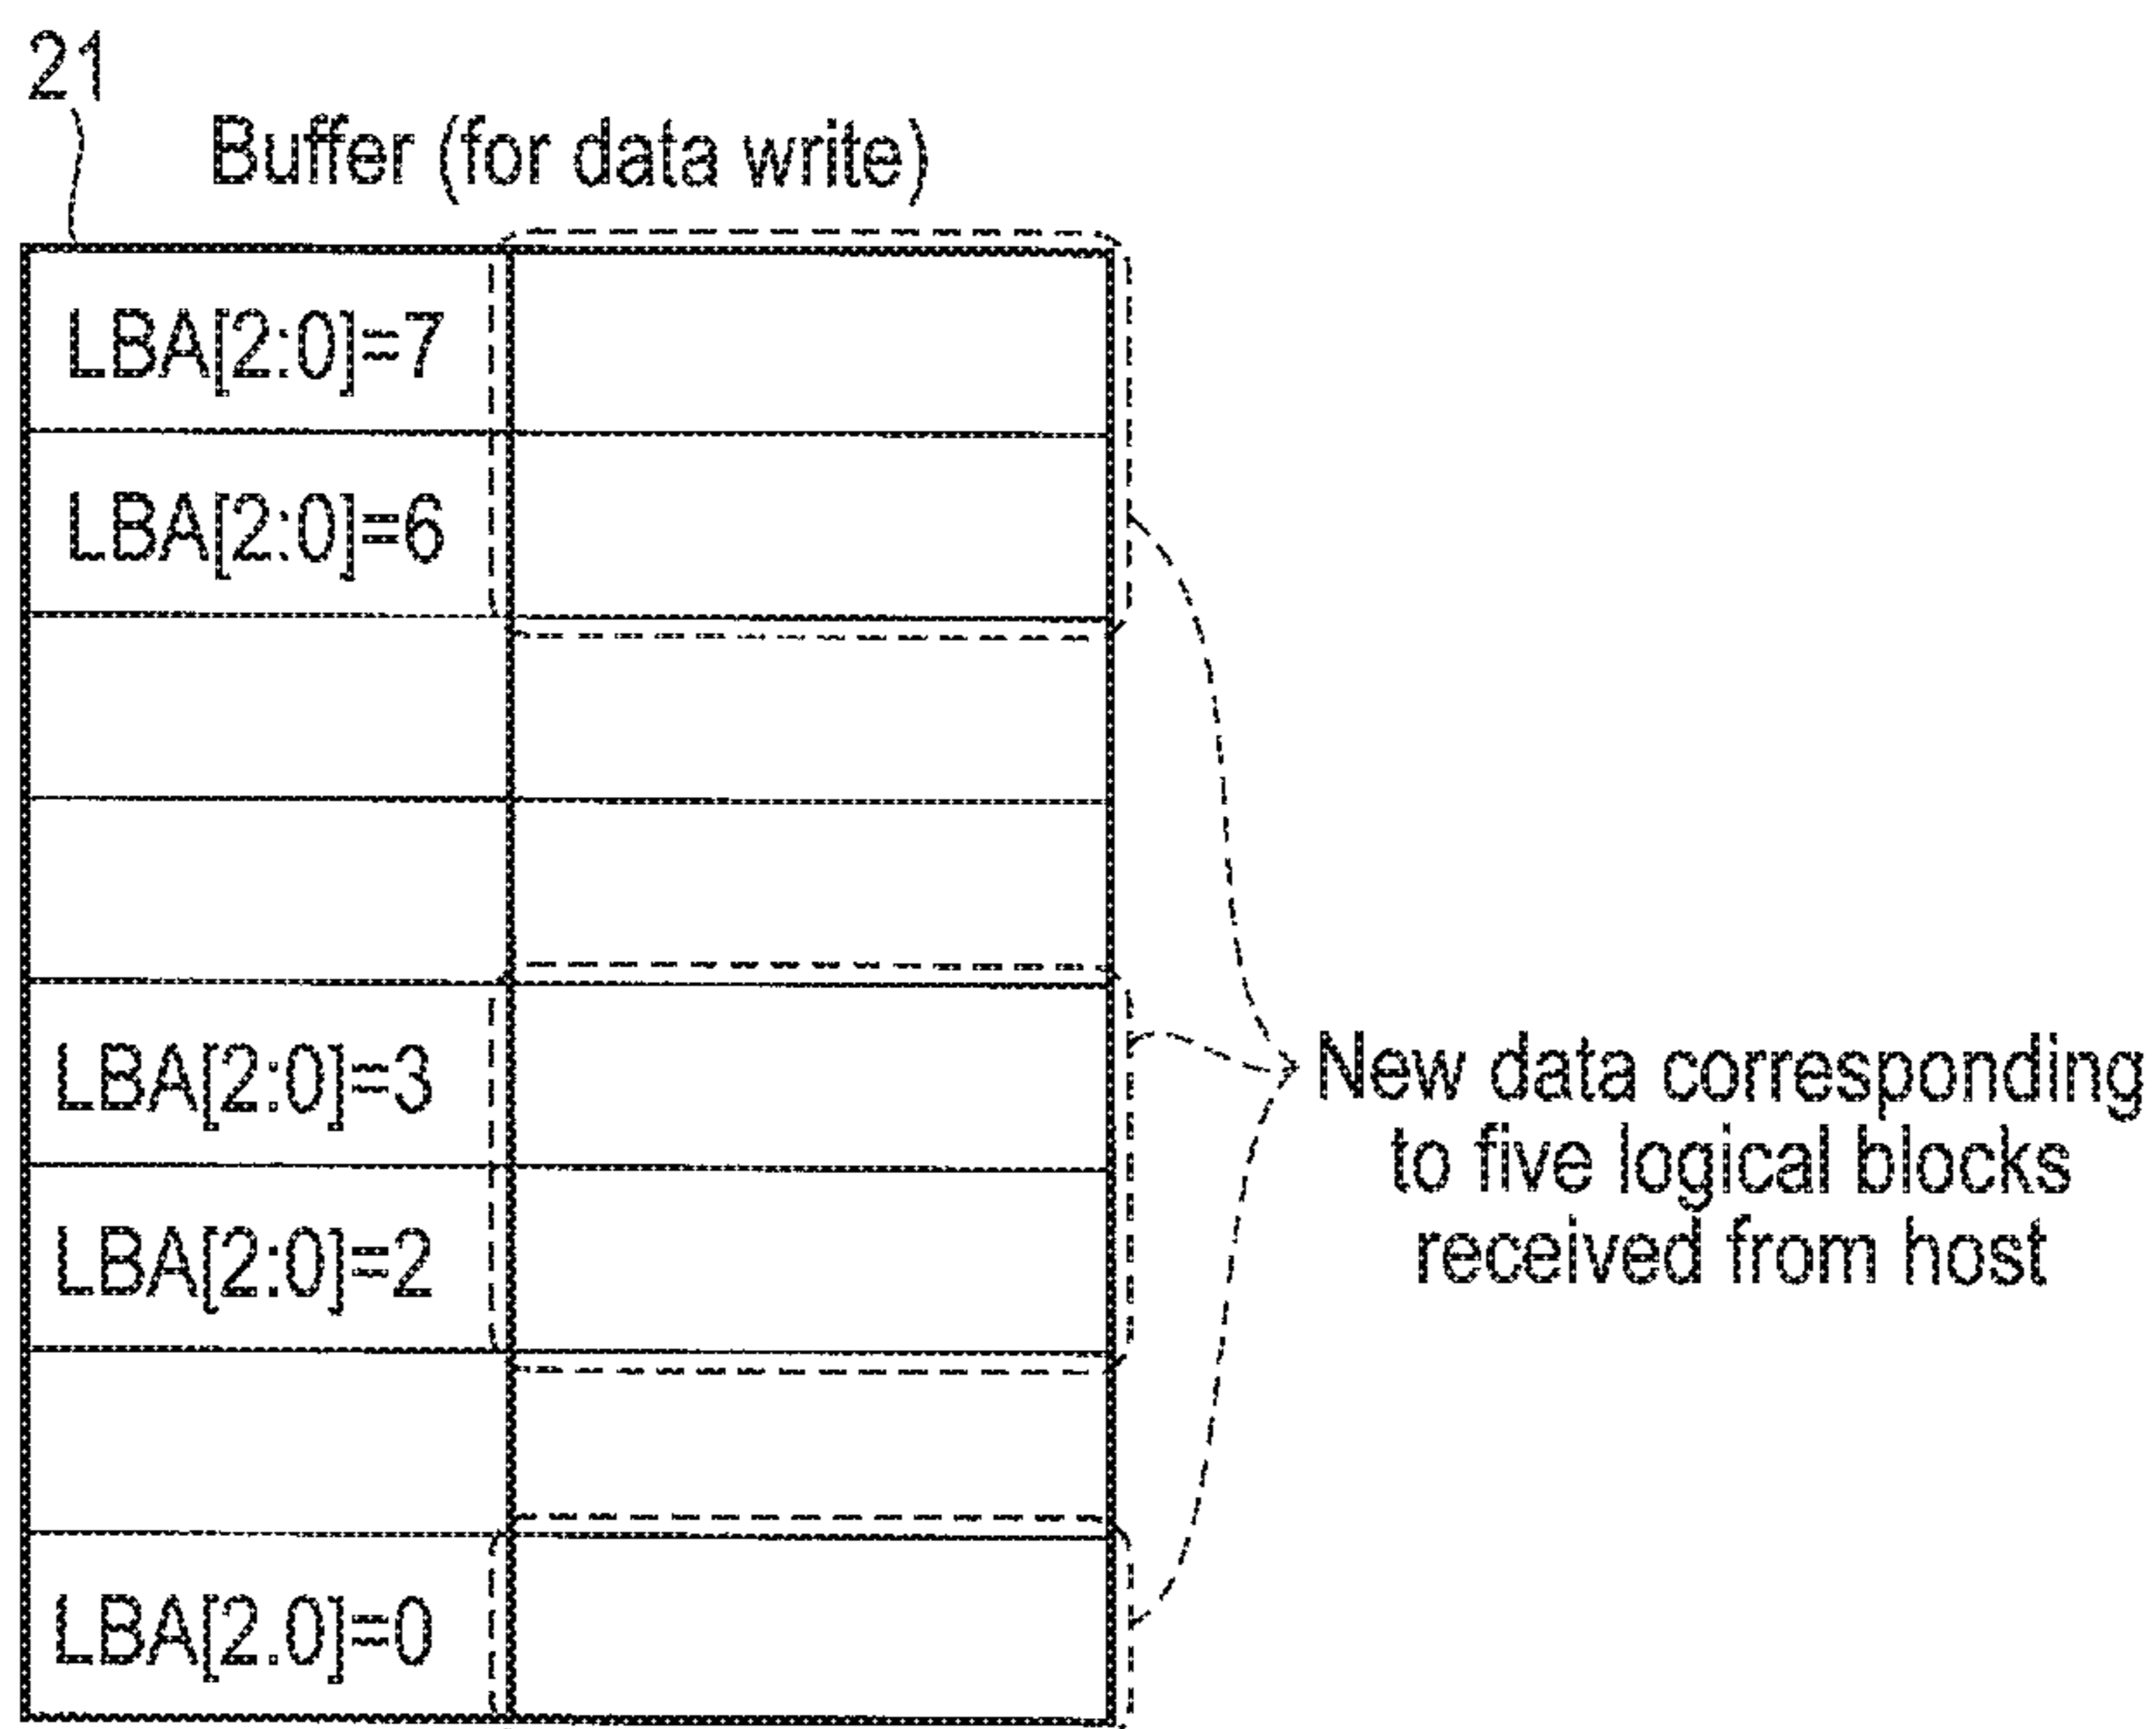 21
Buffer (for data write)
LBA[2:0]=7
LBA[2:0]=6
LBA[2:0]=3
LBA[2:0]=2
LBA[2.0]=0
New data corresponding
to five logical blocks
received from host